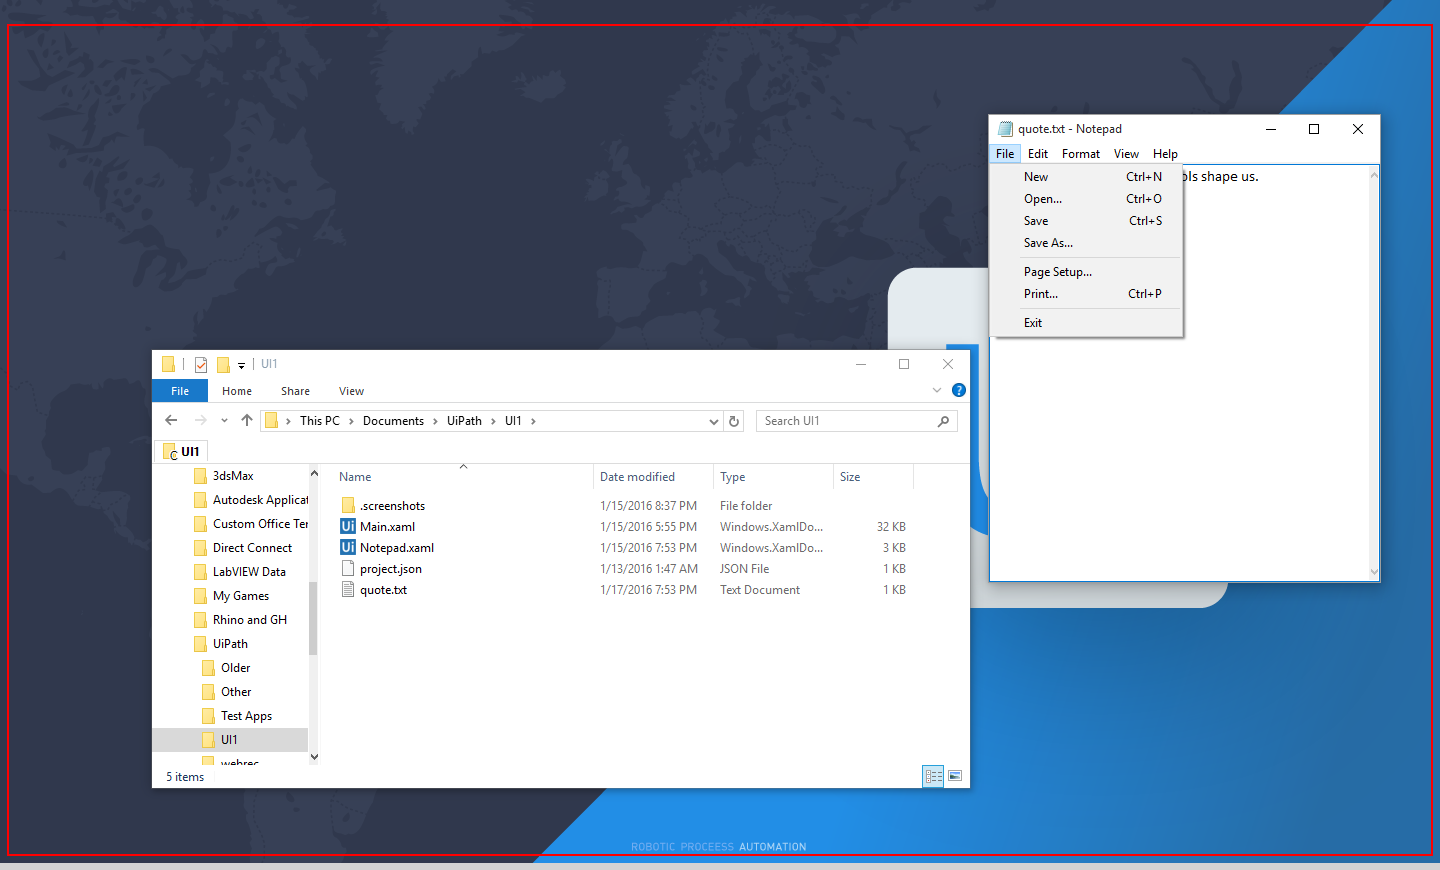 quote.txt - Notepad
File Edit Format View Help
New Ctrl+N
Open... Ctrl+O
Save Ctrl+S
Save As...
Page Setup...
Print... Ctrl+P
Exit
shape us.
UI1
File Home Share View
This PC > Documents > UiPath > UI1 >
Search UI1
UI1
3dsMax
Autodesk Applicat
Custom Office Ter
Direct Connect
LabVIEW Data
My Games
Rhino and GH
UiPath
Older
Other
Test Apps
UI1
webrec
Name Date modified Type Size
.screenshots 1/15/2016 8:37 PM File folder
Ui Main.xaml 1/15/2016 5:55 PM Windows.XamlDo... 32 KB
Ui Notepad.xaml 1/15/2016 7:53 PM Windows.XamlDo... 3 KB
project.json 1/13/2016 1:47 AM JSON File 1 KB
quote.txt 1/17/2016 7:53 PM Text Document 1 KB
5 items
ROBOTIC PROCEESS AUTOMATION